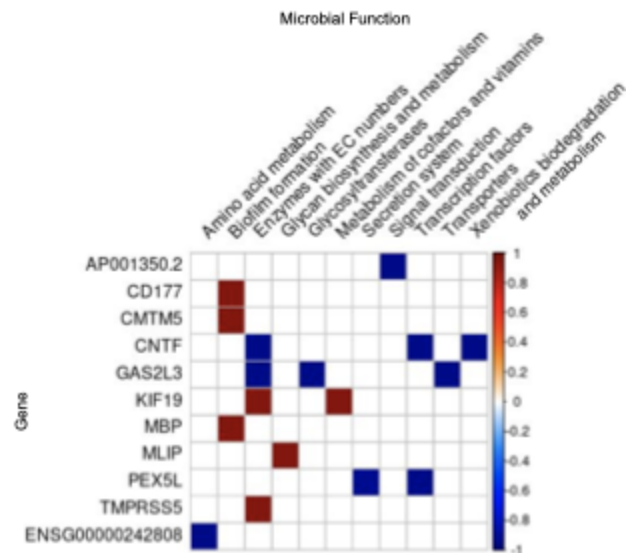 Microbial Function
Amino acid metabolism
Biofilm formation
Enzymes with EC numbers
Glycan biosynthesis and metabolism
Glycosyltransferases
Metabolism of cofactors and vitamins
Secretion system
Signal transduction
Transcription factors
Transporters
Xenobiotics biodegradation
and metabolism
Gene
AP001350.2
CD177
CMTM5
CNTF
GAS2L3
KIF19
MBP
MLIP
PEX5L
TMPRSS5
ENSG00000242808
1
0.8
0.6
0.4
0.2
0
-0.2
-0.4
-0.6
-0.8
-1